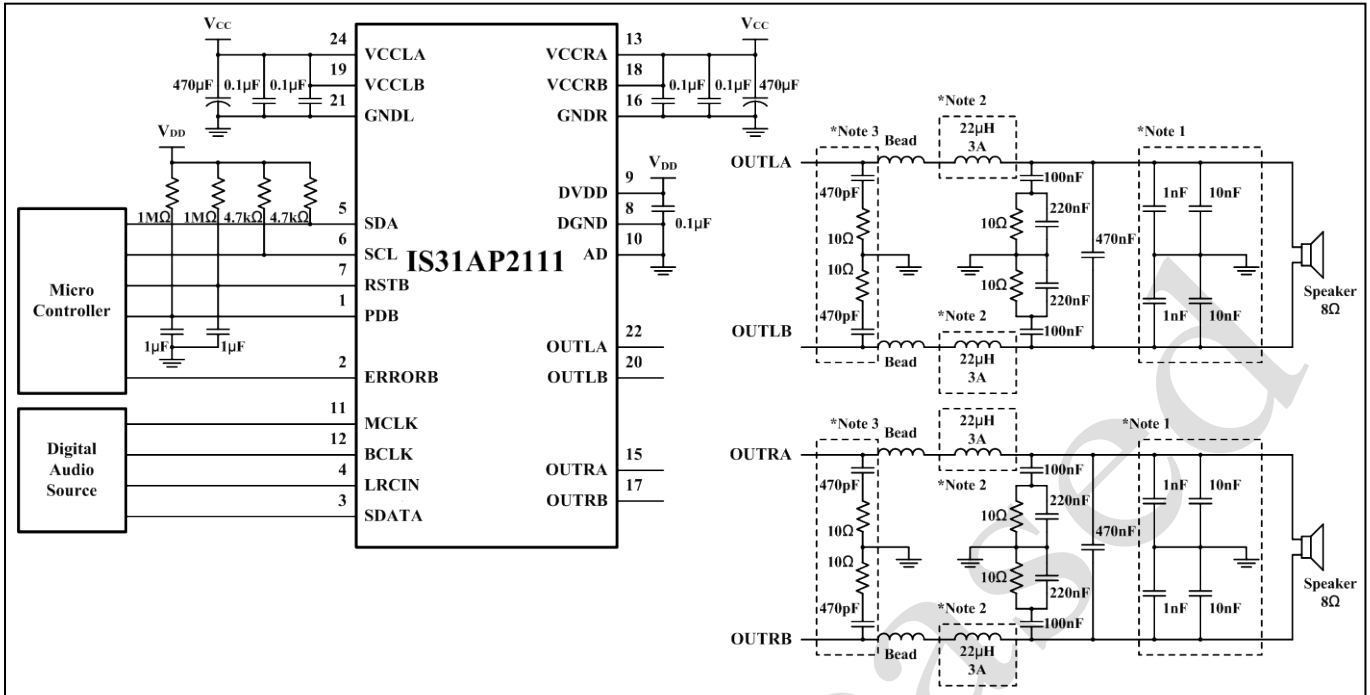 VCC
24
VCCLA
19
VCCLB
470µF 0.1µF 0.1µF
21
GNDL
VDD
1MΩ 1MΩ 4.7kΩ 4.7kΩ
Micro
Controller
5
SDA
6
SCL
7
RSTB
1
PDB
1µF 1µF
2
ERRORB
Digital
Audio
Source
11
MCLK
12
BCLK
4
LRCIN
3
SDATA
IS31AP2111
VCC
13
VCCRA
18
VCCRB
0.1µF 0.1µF 470µF
16
GNDR
VDD
9
DVDD
8
DGND
0.1µF
10
AD
22
OUTLA
20
OUTLB
15
OUTRA
17
OUTRB
*Note 3
Bead
*Note 2
22µH
3A
*Note 1
OUTLA
470pF
10Ω
10Ω
470pF
100nF
10Ω
220nF
10Ω
220nF
100nF
470nF
1nF 10nF
1nF 10nF
Speaker
8Ω
OUTLB
Bead
*Note 2
22µH
3A
*Note 3
Bead
22µH
3A
*Note 2
*Note 1
OUTRA
470pF
10Ω
10Ω
470pF
100nF
10Ω
220nF
10Ω
220nF
100nF
470nF
1nF 10nF
1nF 10nF
Speaker
8Ω
OUTRB
Bead
*Note 2
22µH
3A
ased